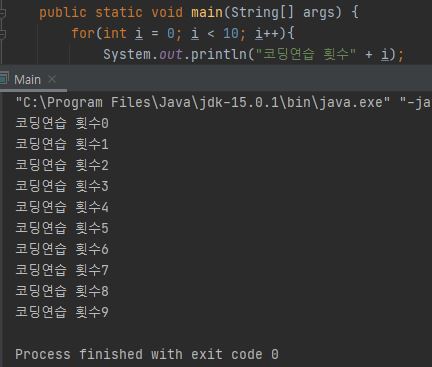 public static void main(String[] args) {
for(int i = 0; i < 10; i++){
System.out.println("코딩연습 횟수" + i);
Main ×
"C:\Program Files\Java\jdk-15.0.1\bin\java.exe" "-ja
코딩연습 횟수0
코딩연습 횟수1
코딩연습 횟수2
코딩연습 횟수3
코딩연습 횟수4
코딩연습 횟수5
코딩연습 횟수6
코딩연습 횟수7
코딩연습 횟수8
코딩연습 횟수9
Process finished with exit code 0